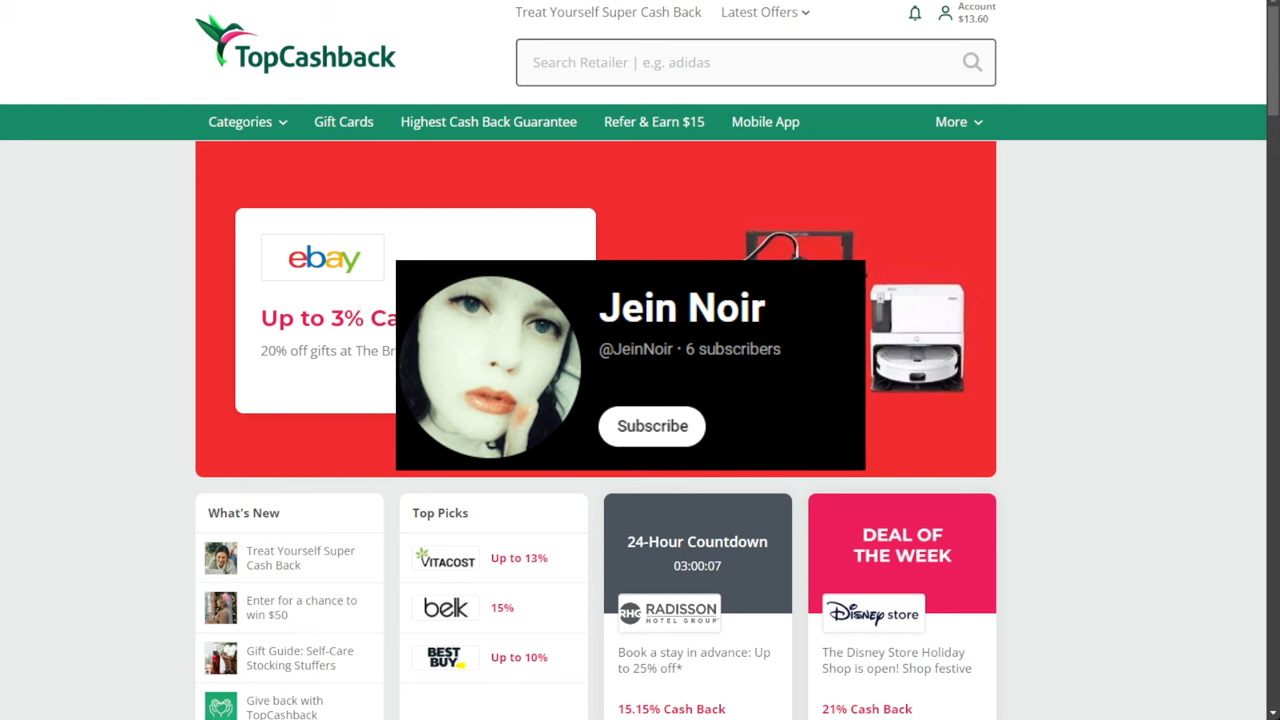 Treat Yourself Super Cash Back
Latest Offers
Account
$13.60
TopCashback
Search Retailer | e.g. adidas
Categories
Gift Cards
Highest Cash Back Guarantee
Refer & Earn $15
Mobile App
More
ebay
Up to 3% Ca
20% off gifts at The Br
Jein Noir
@JeinNoir · 6 subscribers
Subscribe
What's New
Treat Yourself Super
Cash Back
Enter for a chance to
win $50
Gift Guide: Self-Care
Stocking Stuffers
Give back with
TopCashback
Top Picks
VITACOST
Up to 13%
belk
15%
BEST
BUY
Up to 10%
24-Hour Countdown
03:00:07
RHG RADISSON
HOTEL GROUP
Book a stay in advance: Up
to 25% off*
15.15% Cash Back
DEAL OF
THE WEEK
Disney store
The Disney Store Holiday
Shop is open! Shop festive
21% Cash Back